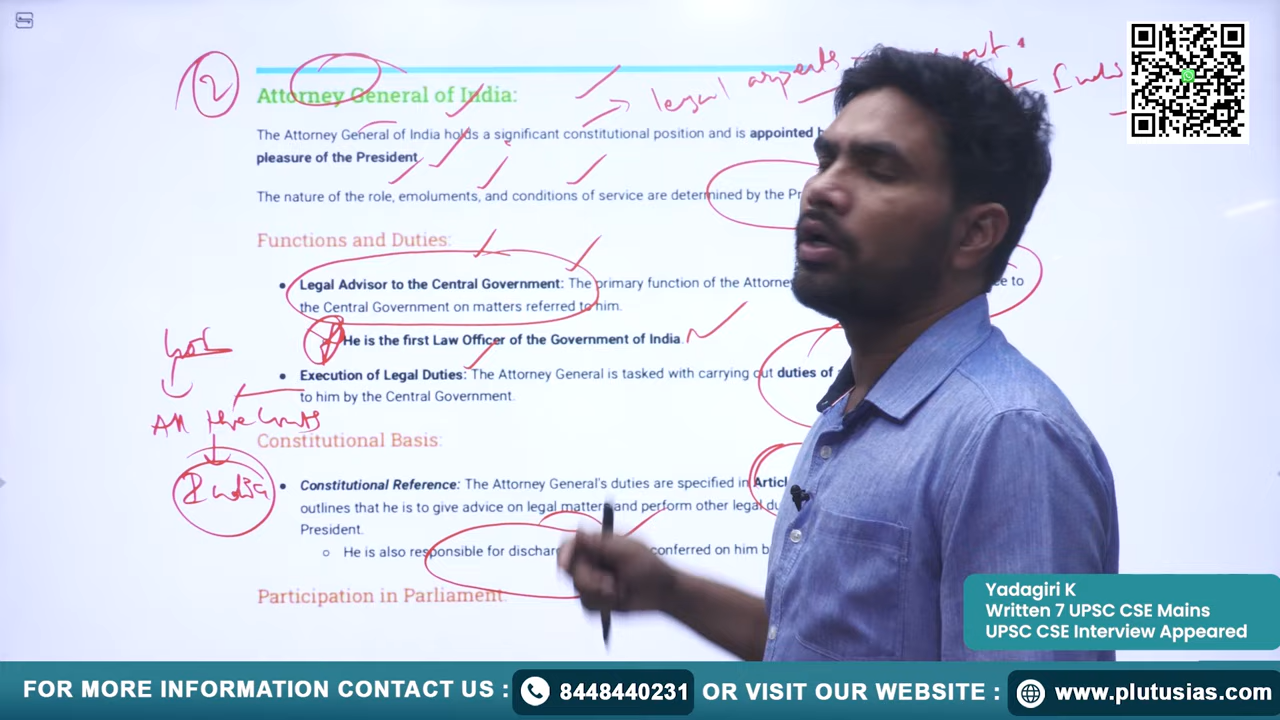 2
Attorney General of India:
→ legal aspects
The Attorney General of India holds a significant constitutional position and is appointed
pleasure of the President
The nature of the role, emoluments, and conditions of service are determined by the
Functions and Duties:
• Legal Advisor to the Central Government: The primary function of the
to
the Central Government on matters referred to him.
He is the first Law Officer of the Government of India.
• Execution of Legal Duties: The Attorney General is tasked with carrying out duties of
to him by the Central Government.
GoI
All the Courts
India
Constitutional Basis:
• Constitutional Reference: The Attorney General's duties are specified in
outlines that he is to give advice on legal matters and perform other legal
President.
o He is also responsible for conferred on him
Participation in Parliament:
Yadagiri K
Written 7 UPSC CSE Mains
UPSC CSE Interview Appeared
FOR MORE INFORMATION CONTACT US : 8448440231 OR VISIT OUR WEBSITE : www.plutusias.com